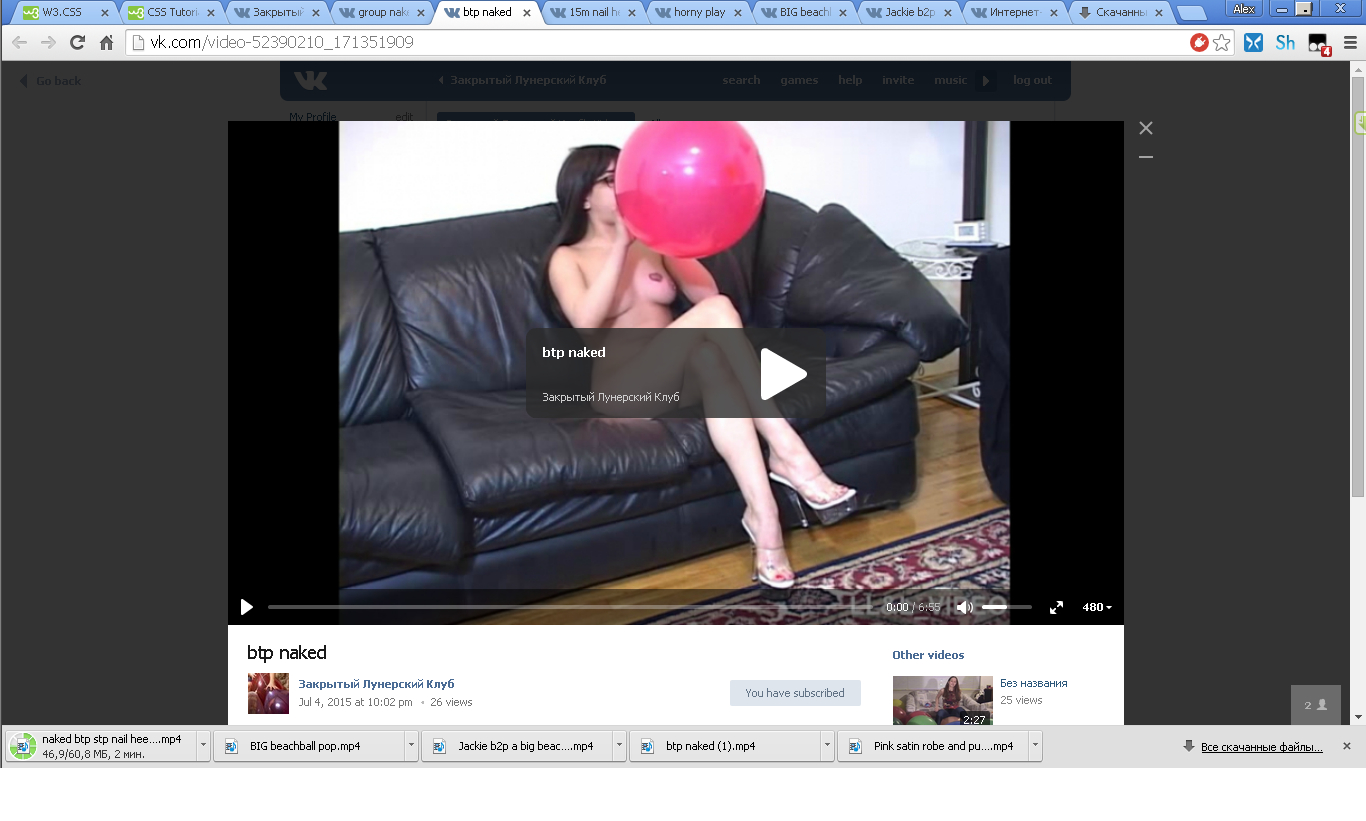 W3.CSS
CSS Tutori
Закрытый
group nak
btp naked
15m nail he
horny play
BIG beach
Jackie b2p
Интернет-
Скачанны
Alex
vk.com/video-52390210_171351909
Sh
4
Go back
Закрытый Лунерский Клуб
search
games
help
invite
music
log out
My Profile
edit
btp naked
Закрытый Лунерский Клуб
0:00 / 6:55
480
btp naked
Other videos
Закрытый Лунерский Клуб
Jul 4, 2015 at 10:02 pm • 26 views
You have subscribed
Без названия
25 views
2:27
2
naked btp stp nail hee....mp4
46,9/60,8 МБ, 2 мин.
BIG beachball pop.mp4
Jackie b2p a big beac....mp4
btp naked (1).mp4
Pink satin robe and pu....mp4
Все скачанные файлы...